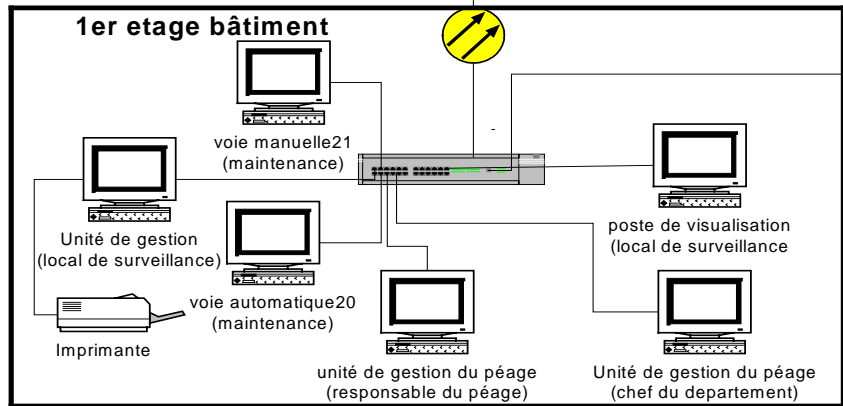 1er etage bâtiment
voie manuelle21
(maintenance)
Unité de gestion
(local de surveillance)
voie automatique20
(maintenance)
Imprimante
poste de visualisation
(local de surveillance
unité de gestion du péage
(responsable du péage)
Unité de gestion du péage
(chef du departement)